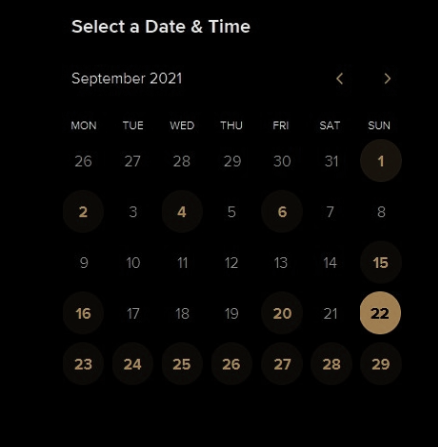 Select a Date & Time
September 2021
MON TUE WED THU FRI SAT SUN
26 27 28 29 30 31 1
2 3 4 5 6 7 8
9 10 11 12 13 14 15
16 17 18 19 20 21 22
23 24 25 26 27 28 29